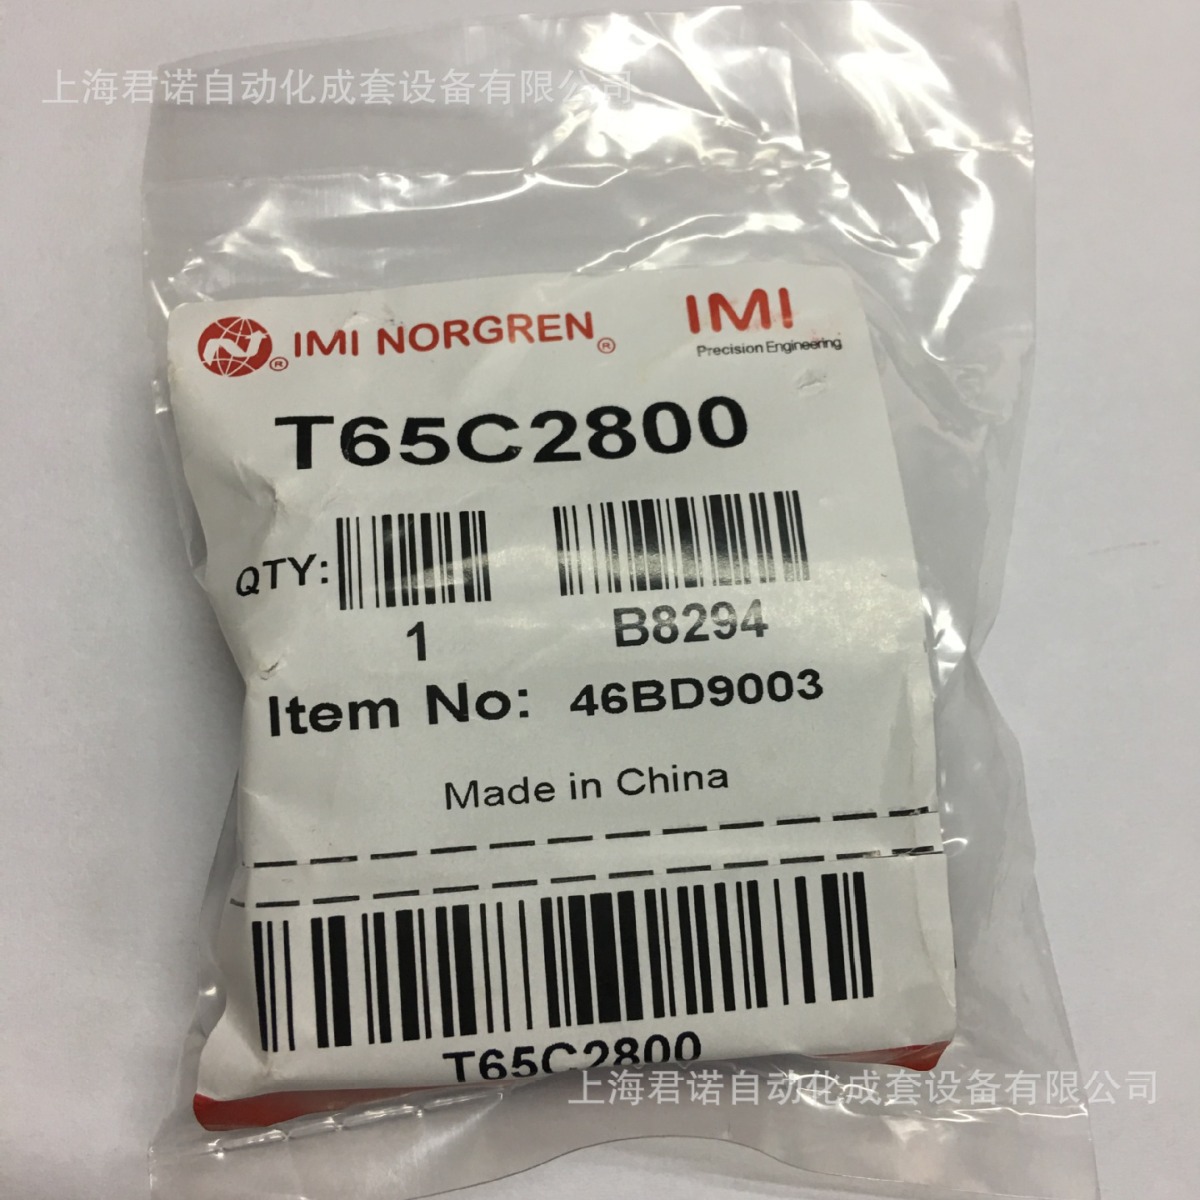 上海君诺自动化成套设备有限公司
® IMI NORGREN ®
IMI
Precision Engineering
T65C2800
QTY:
1
B8294
Item No: 46BD9003
Made in China
T65C2800
上海君诺自动化成套设备有限公司